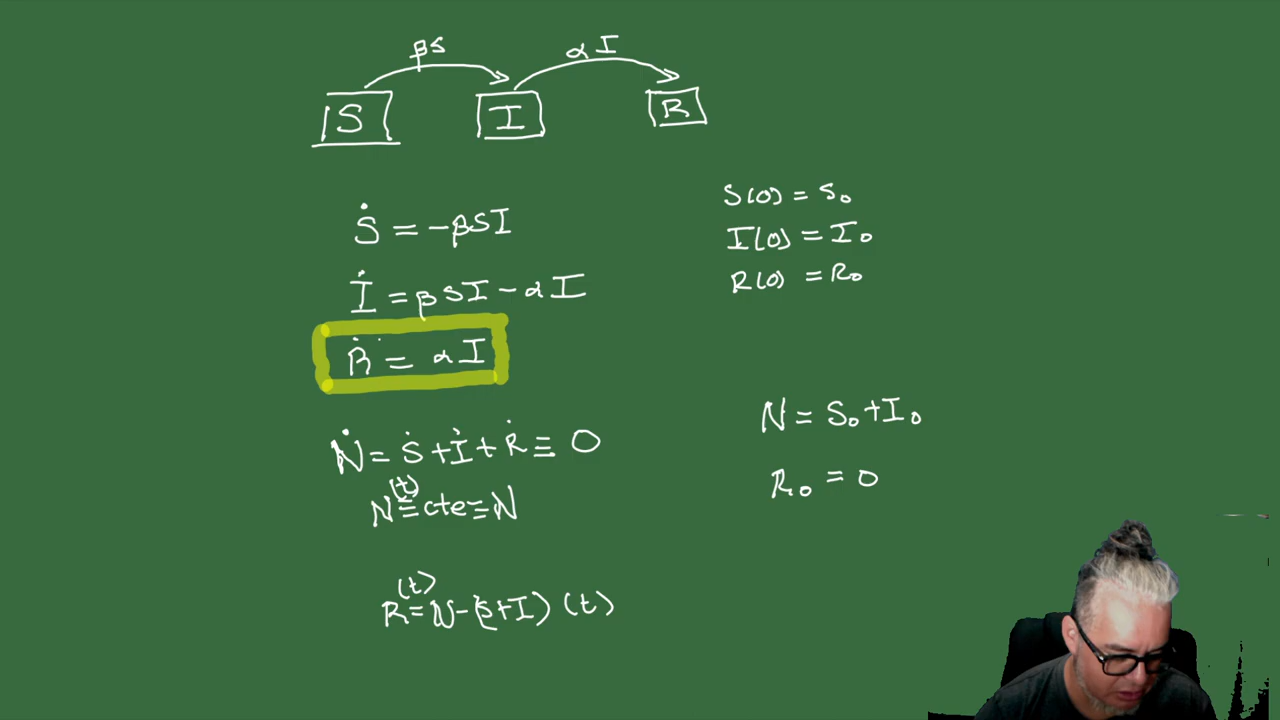 βS αI
S I R
Ṡ = -βSI
İ = βSI - αI
Ṙ = αI
S(0) = S₀
I(0) = I₀
R(0) = R₀
Ṅ = Ṡ + İ + Ṙ ≡ 0
N(t) ≡ cte ≡ N
R(t) = N - (S+I)(t)
N = S₀ + I₀
R₀ = 0